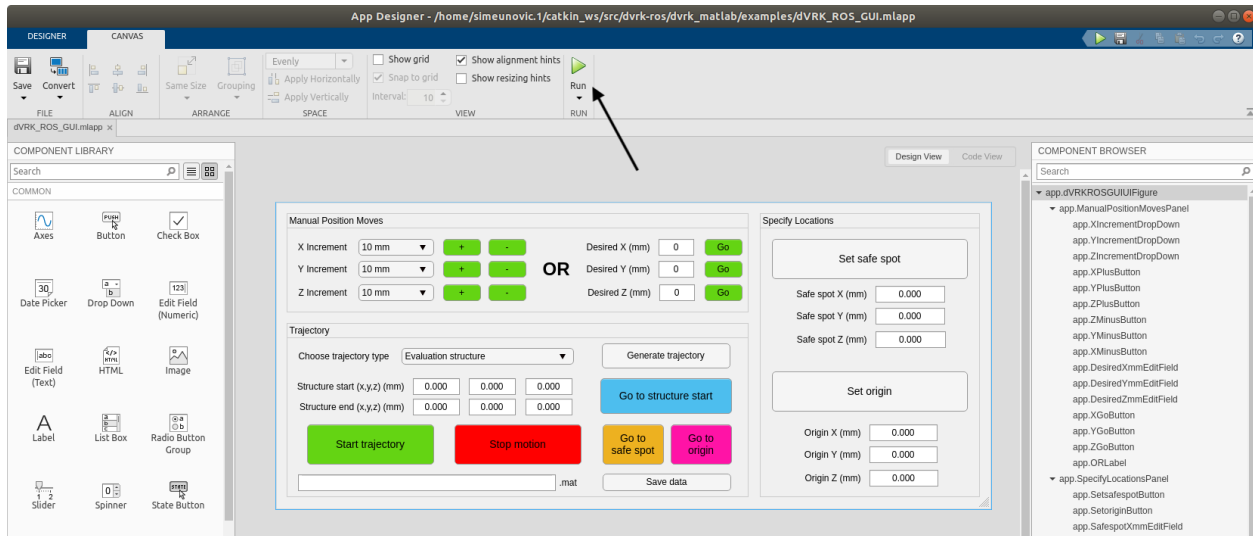 App Designer - /home/simeunovic.1/catkin_ws/src/dvrk-ros/dvrk_matlab/examples/dVRK_ROS_GUI.mlapp
DESIGNER CANVAS
Save Convert
Same Size Grouping
Evenly
Apply Horizontally
Apply Vertically
Show grid
Snap to grid
Interval: 10
Show alignment hints
Show resizing hints
Run
FILE ALIGN ARRANGE SPACE VIEW RUN
dVRK_ROS_GUI.mlapp ×
COMPONENT LIBRARY
Search
COMMON
Axes
PUSH
Button
Check Box
30
Date Picker
a
b
Drop Down
123
Edit Field
(Numeric)
abc
Edit Field
(Text)
</>
HTML
HTML
Image
A
Label
a
b
c
List Box
a
b
Radio Button
Group
1 2
Slider
0
Spinner
STATE
State Button
Design View Code View
Manual Position Moves
X Increment 10 mm + -
Y Increment 10 mm + -
Z Increment 10 mm + -
OR
Desired X (mm) 0 Go
Desired Y (mm) 0 Go
Desired Z (mm) 0 Go
Trajectory
Choose trajectory type Evaluation structure Generate trajectory
Structure start (x,y,z) (mm) 0.000 0.000 0.000
Structure end (x,y,z) (mm) 0.000 0.000 0.000
Go to structure start
Start trajectory
Stop motion
Go to
safe spot
Go to
origin
.mat Save data
Specify Locations
Set safe spot
Safe spot X (mm) 0.000
Safe spot Y (mm) 0.000
Safe spot Z (mm) 0.000
Set origin
Origin X (mm) 0.000
Origin Y (mm) 0.000
Origin Z (mm) 0.000
COMPONENT BROWSER
Search
app.dVRKROSGUIUIFigure
app.ManualPositionMovesPanel
app.XIncrementDropDown
app.YIncrementDropDown
app.ZIncrementDropDown
app.XPlusButton
app.YPlusButton
app.ZPlusButton
app.ZMinusButton
app.YMinusButton
app.XMinusButton
app.DesiredXmmEditField
app.DesiredYmmEditField
app.DesiredZmmEditField
app.XGoButton
app.YGoButton
app.ZGoButton
app.ORLabel
app.SpecifyLocationsPanel
app.SetsafespotButton
app.SetoriginButton
app.SafespotXmmEditField